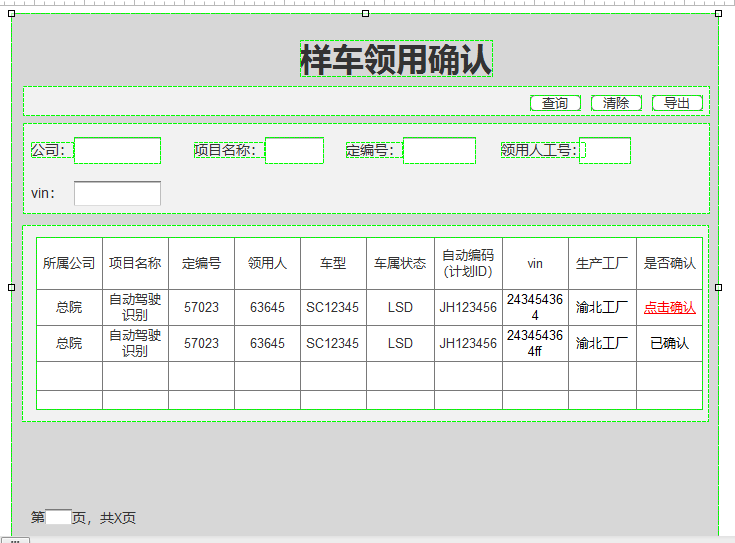 样车领用确认
查询 清除 导出
公司： 项目名称： 定编号： 领用人工号：
vin：
所属公司 项目名称 定编号 领用人 车型 车属状态 自动编码（计划ID） vin 生产工厂 是否确认
总院 自动驾驶识别 57023 63645 SC12345 LSD JH123456 243454364 渝北工厂 点击确认
总院 自动驾驶识别 57023 63645 SC12345 LSD JH123456 243454364ff 渝北工厂 已确认
第 页，共X页